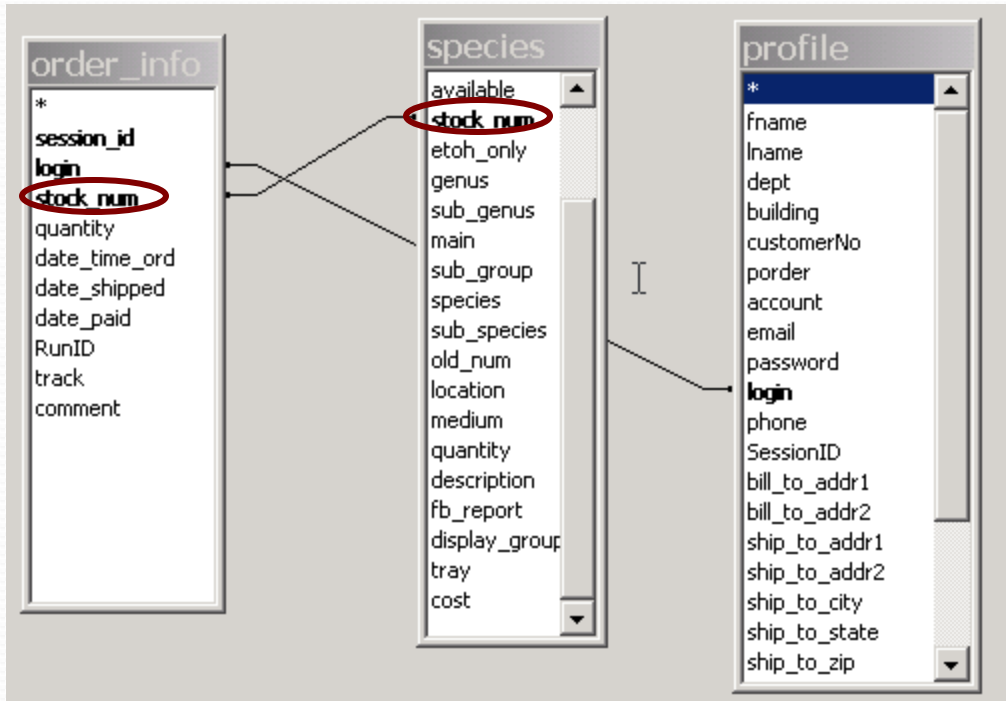 order_info
*
session_id
login
stock_num
quantity
date_time_ord
date_shipped
date_paid
RunID
track
comment
species
available
stock_num
etoh_only
genus
sub_genus
main
sub_group
species
sub_species
old_num
location
medium
quantity
description
fb_report
display_group
tray
cost
profile
*
fname
lname
dept
building
customerNo
porder
account
email
password
login
phone
SessionID
bill_to_addr1
bill_to_addr2
ship_to_addr1
ship_to_addr2
ship_to_city
ship_to_state
ship_to_zip